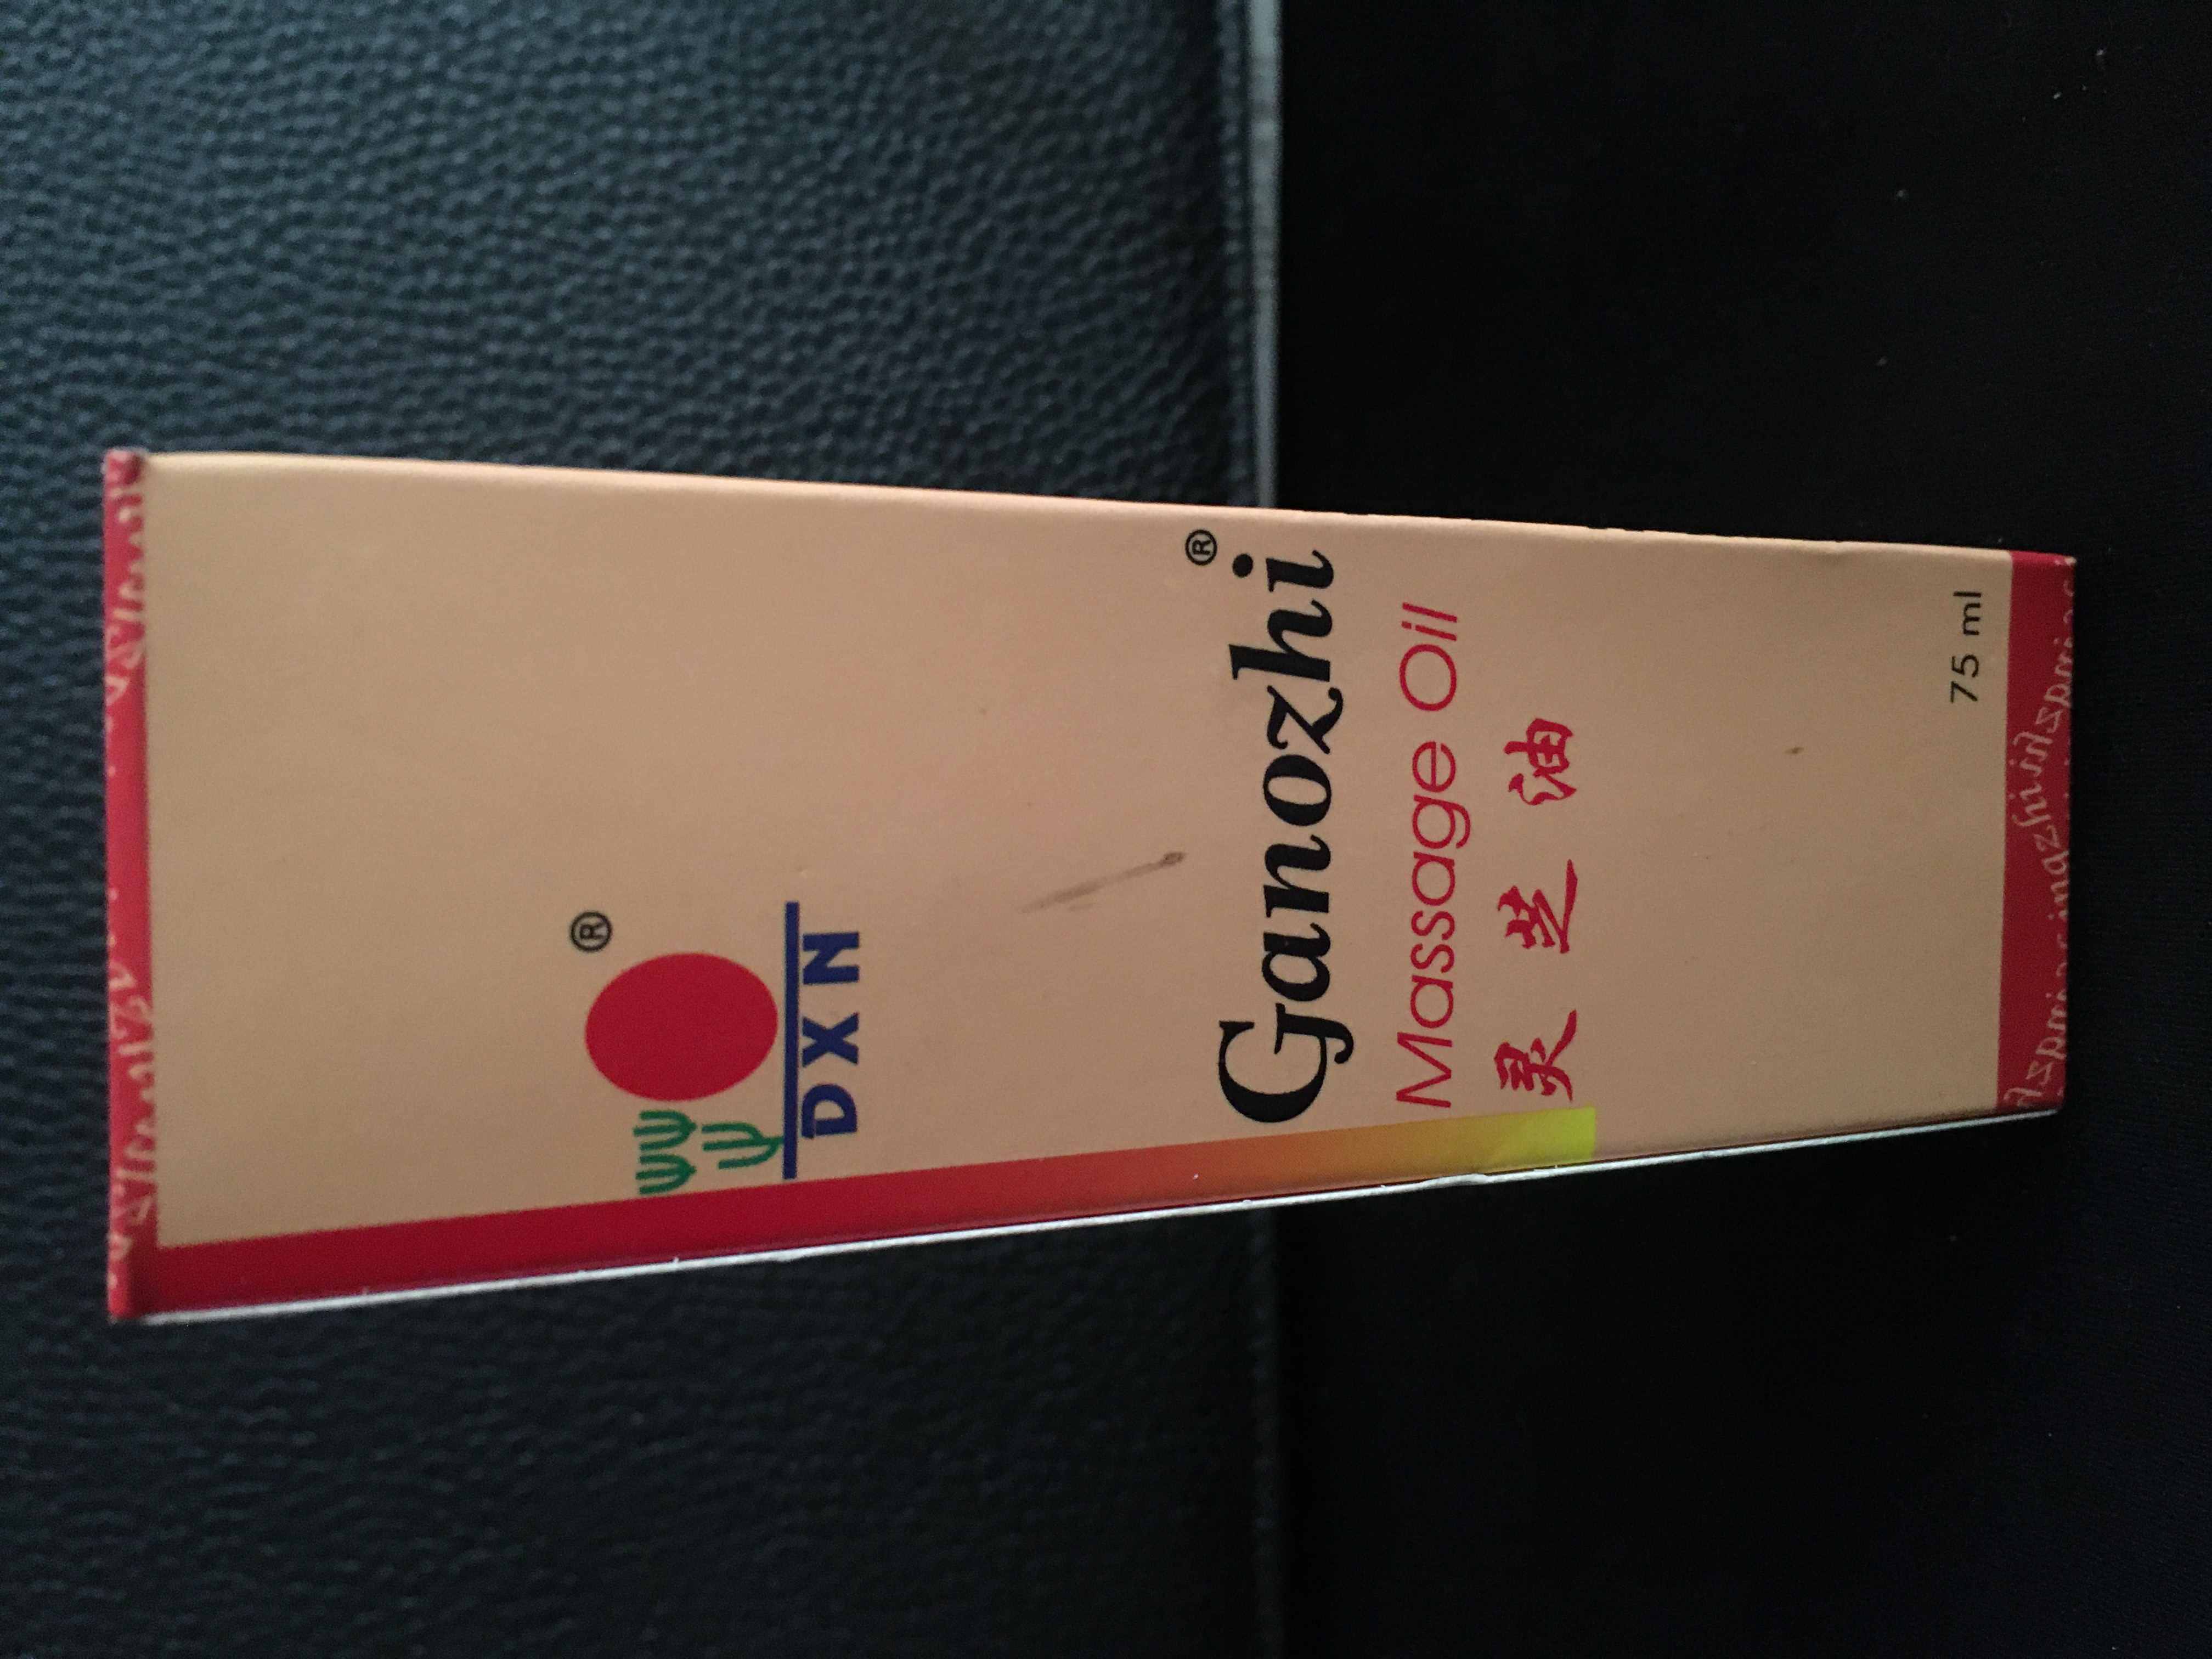 ®
DXN
Ganozhi®
Massage Oil
灵芝油
75 ml